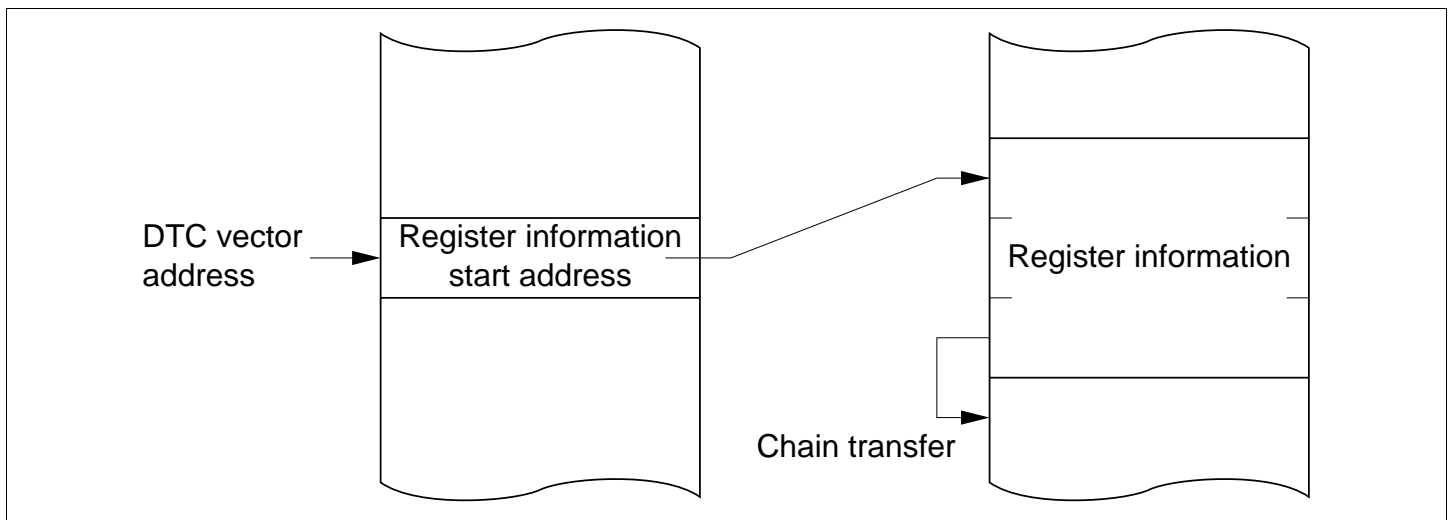 DTC vector
address
Register information
start address
Register information
Chain transfer